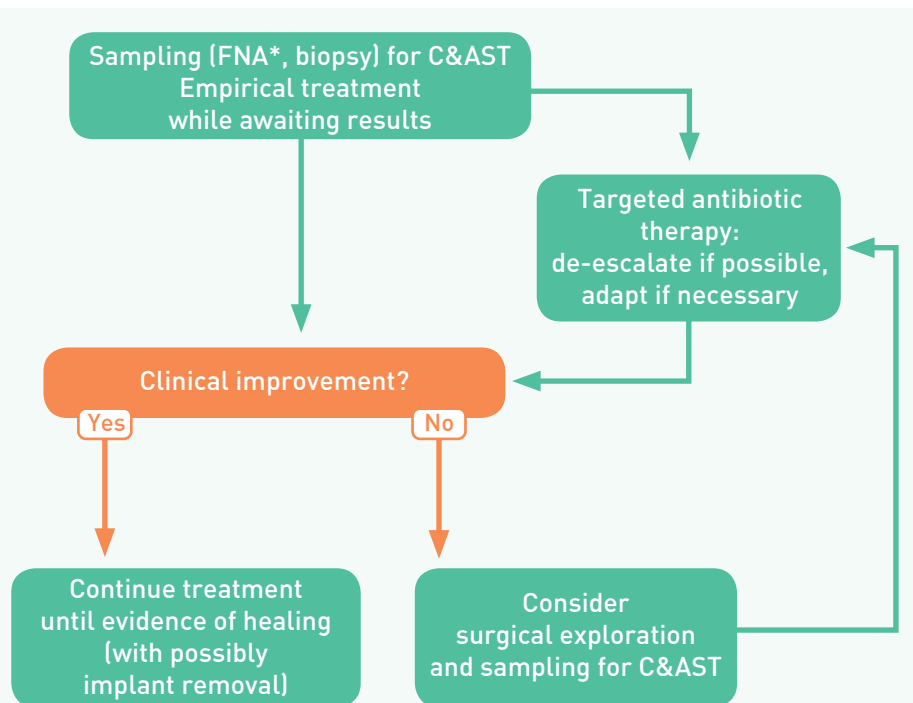 Sampling (FNA*, biopsy) for C&AST
Empirical treatment
while awaiting results
Targeted antibiotic
therapy:
de-escalate if possible,
adapt if necessary
Clinical improvement?
Yes
No
Continue treatment
until evidence of healing
(with possibly
implant removal)
Consider
surgical exploration
and sampling for C&AST